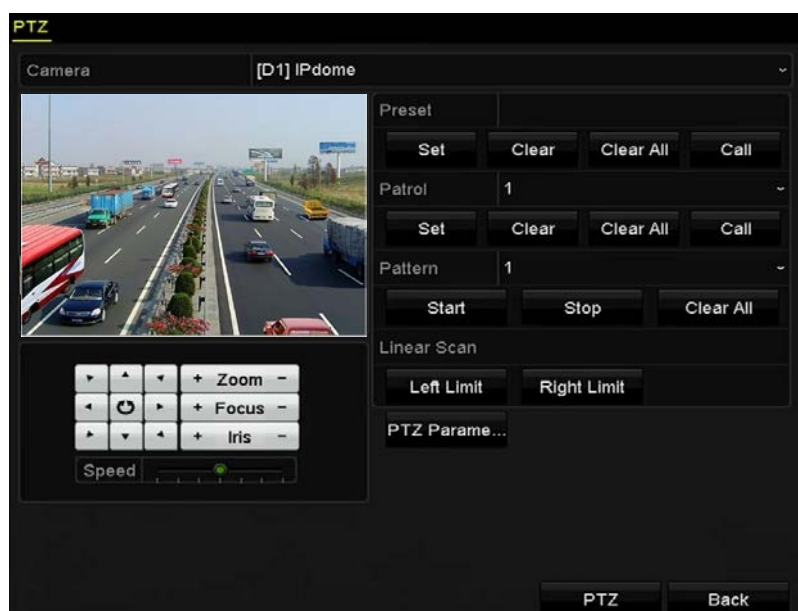 PTZ
Camera [D1] IPdome
Preset
Set Clear Clear All Call
Patrol 1
Set Clear Clear All Call
Pattern 1
Start Stop Clear All
Linear Scan
Left Limit Right Limit
PTZ Parame...
+ Zoom -
+ Focus -
+ Iris -
Speed
PTZ Back